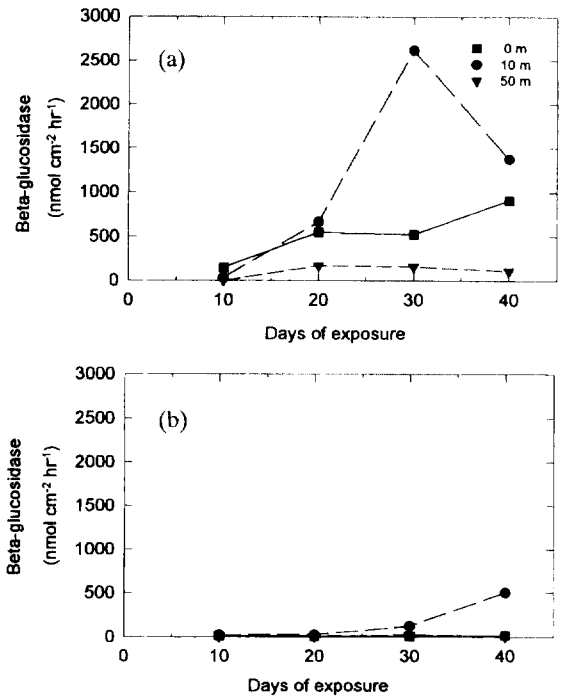 3000
(a)
0 m
2500
10 m
50 m
2000
1500
1000
500
0
Beta-glucosidase
(nmol cm-2 hr-1)
0 10 20 30 40
Days of exposure
3000
(b)
2500
2000
1500
1000
500
0
Beta-glucosidase
(nmol cm-2 hr-1)
0 10 20 30 40
Days of exposure